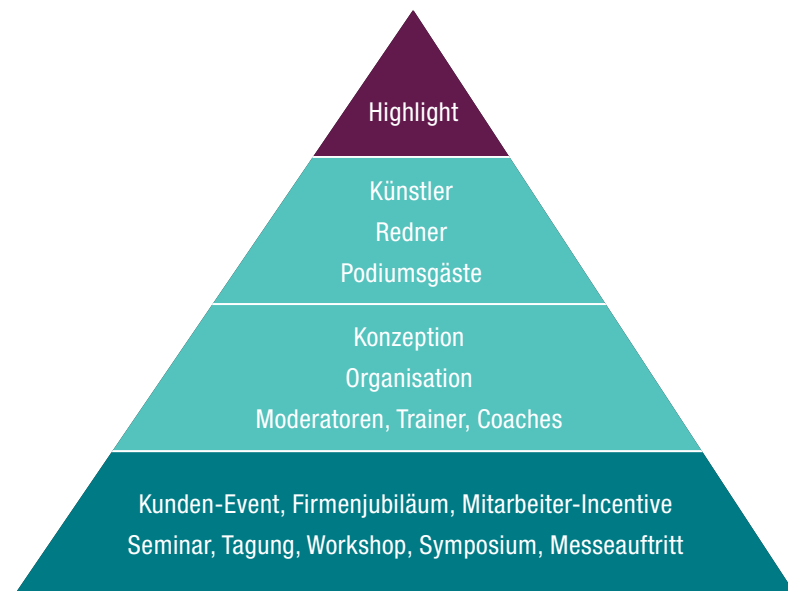 Highlight
Künstler
Redner
Podiumsgäste
Konzeption
Organisation
Moderatoren, Trainer, Coaches
Kunden-Event, Firmenjubiläum, Mitarbeiter-Incentive
Seminar, Tagung, Workshop, Symposium, Messeauftritt